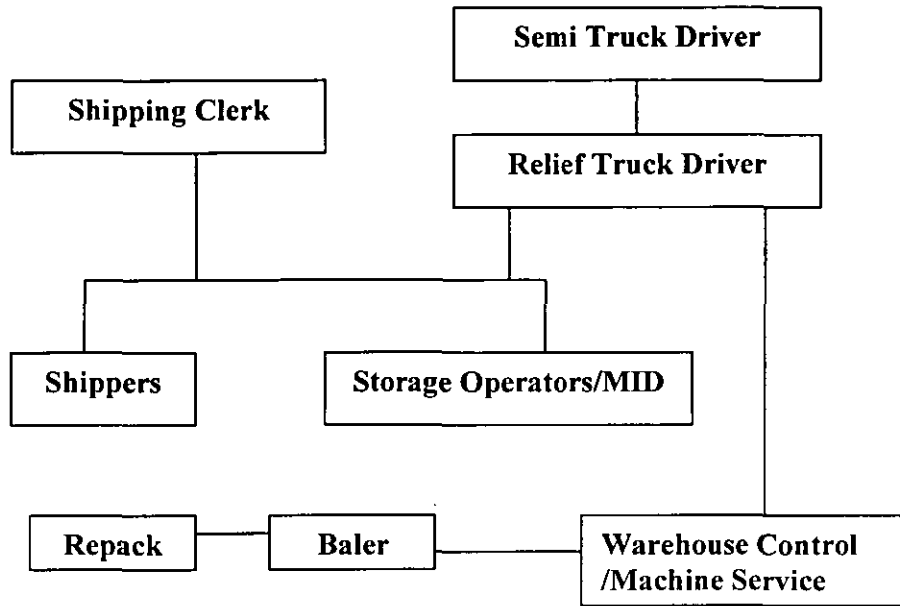 Semi Truck Driver
Shipping Clerk
Relief Truck Driver
Shippers
Storage Operators/MID
Repack
Baler
Warehouse Control
/Machine Service